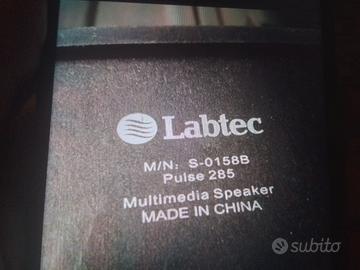 Labtec
M/N: S-0158B
Pulse 285
Multimedia Speaker
MADE IN CHINA
subito